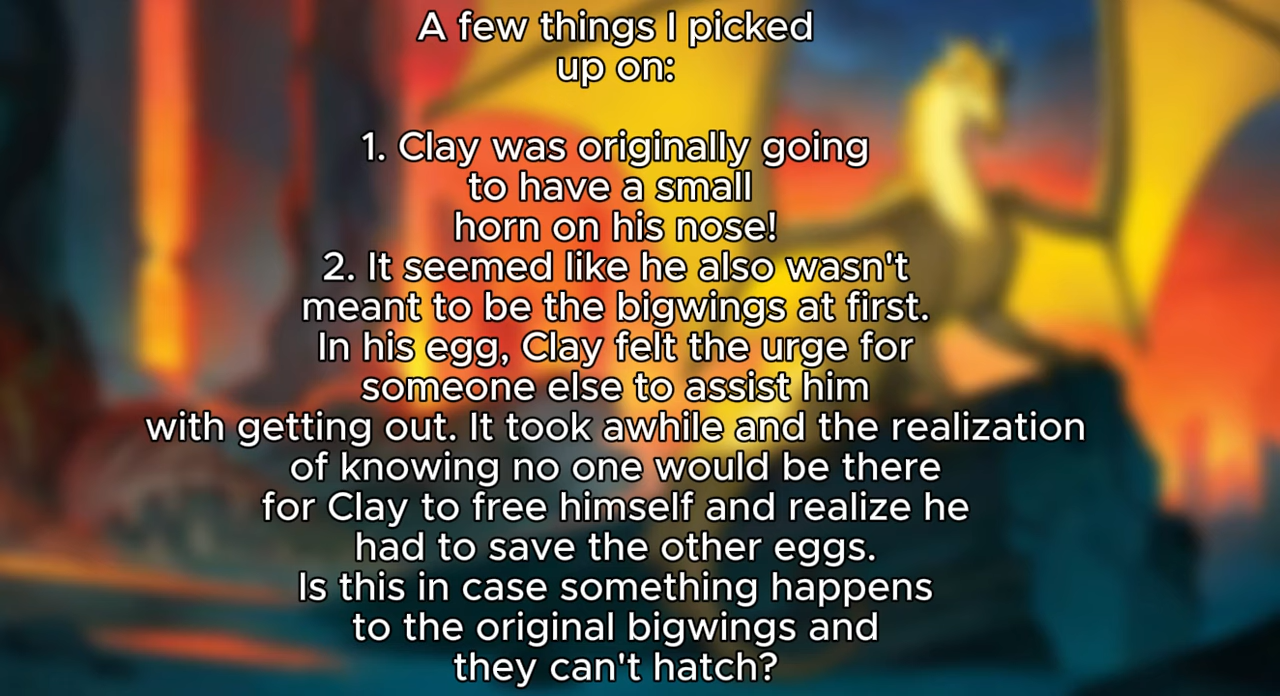 A few things I picked
up on:
1. Clay was originally going
to have a small
horn on his nose!
2. It seemed like he also wasn't
meant to be the bigwings at first.
In his egg, Clay felt the urge for
someone else to assist him
with getting out. It took awhile and the realization
of knowing no one would be there
for Clay to free himself and realize he
had to save the other eggs.
Is this in case something happens
to the original bigwings and
they can't hatch?